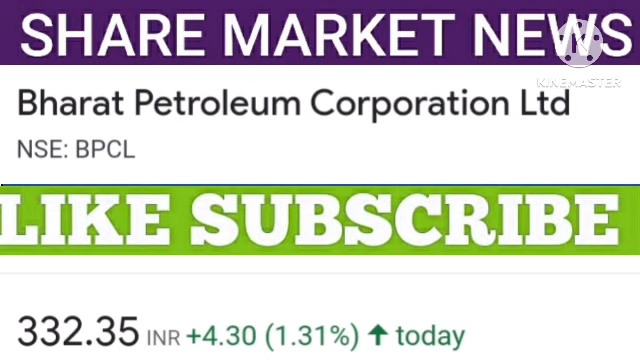 SHARE MARKET NEWS
KINEMASTER
Bharat Petroleum Corporation Ltd
NSE: BPCL
LIKE SUBSCRIBE
332.35 INR +4.30 (1.31%) ↑ today